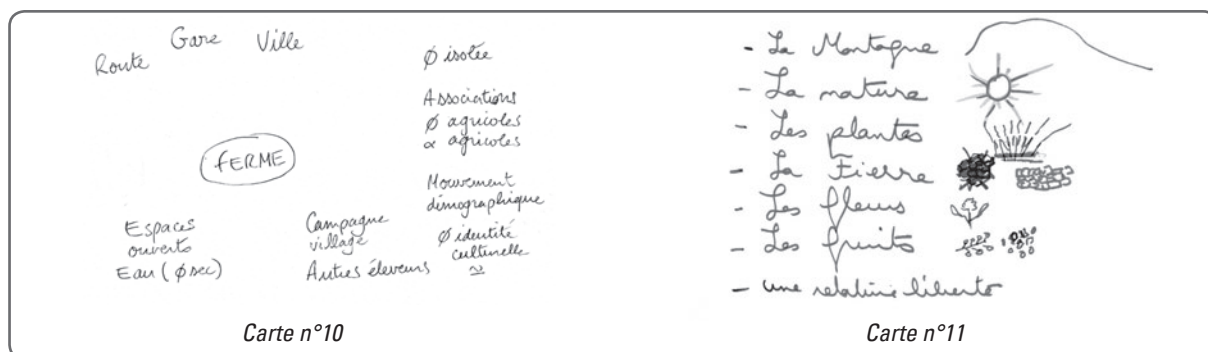 Route Gare Ville
Ø isolée
Associations
Ø agricoles
∝ agricoles
FERME
Mouvement
démographique
Ø identité
culturelle
Espaces
ouverts
Eau (Ø sec)
Campagne
village
Autres éleveurs
Carte n°10
- La Montagne
- La nature
- Les plantes
- La Fierre
- Les fleurs
- Les fruits
- une relative liberté
Carte n°11